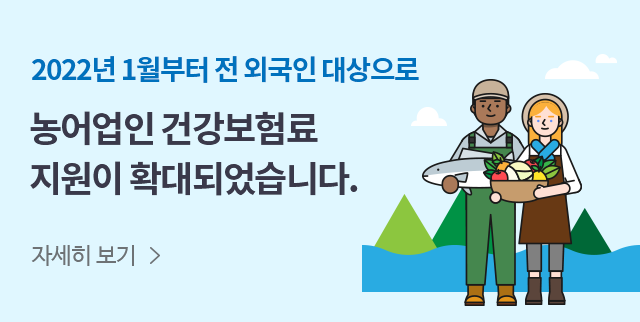 2022년 1월부터 전 외국인 대상으로
농어업인 건강보험료
지원이 확대되었습니다.
자세히 보기 >